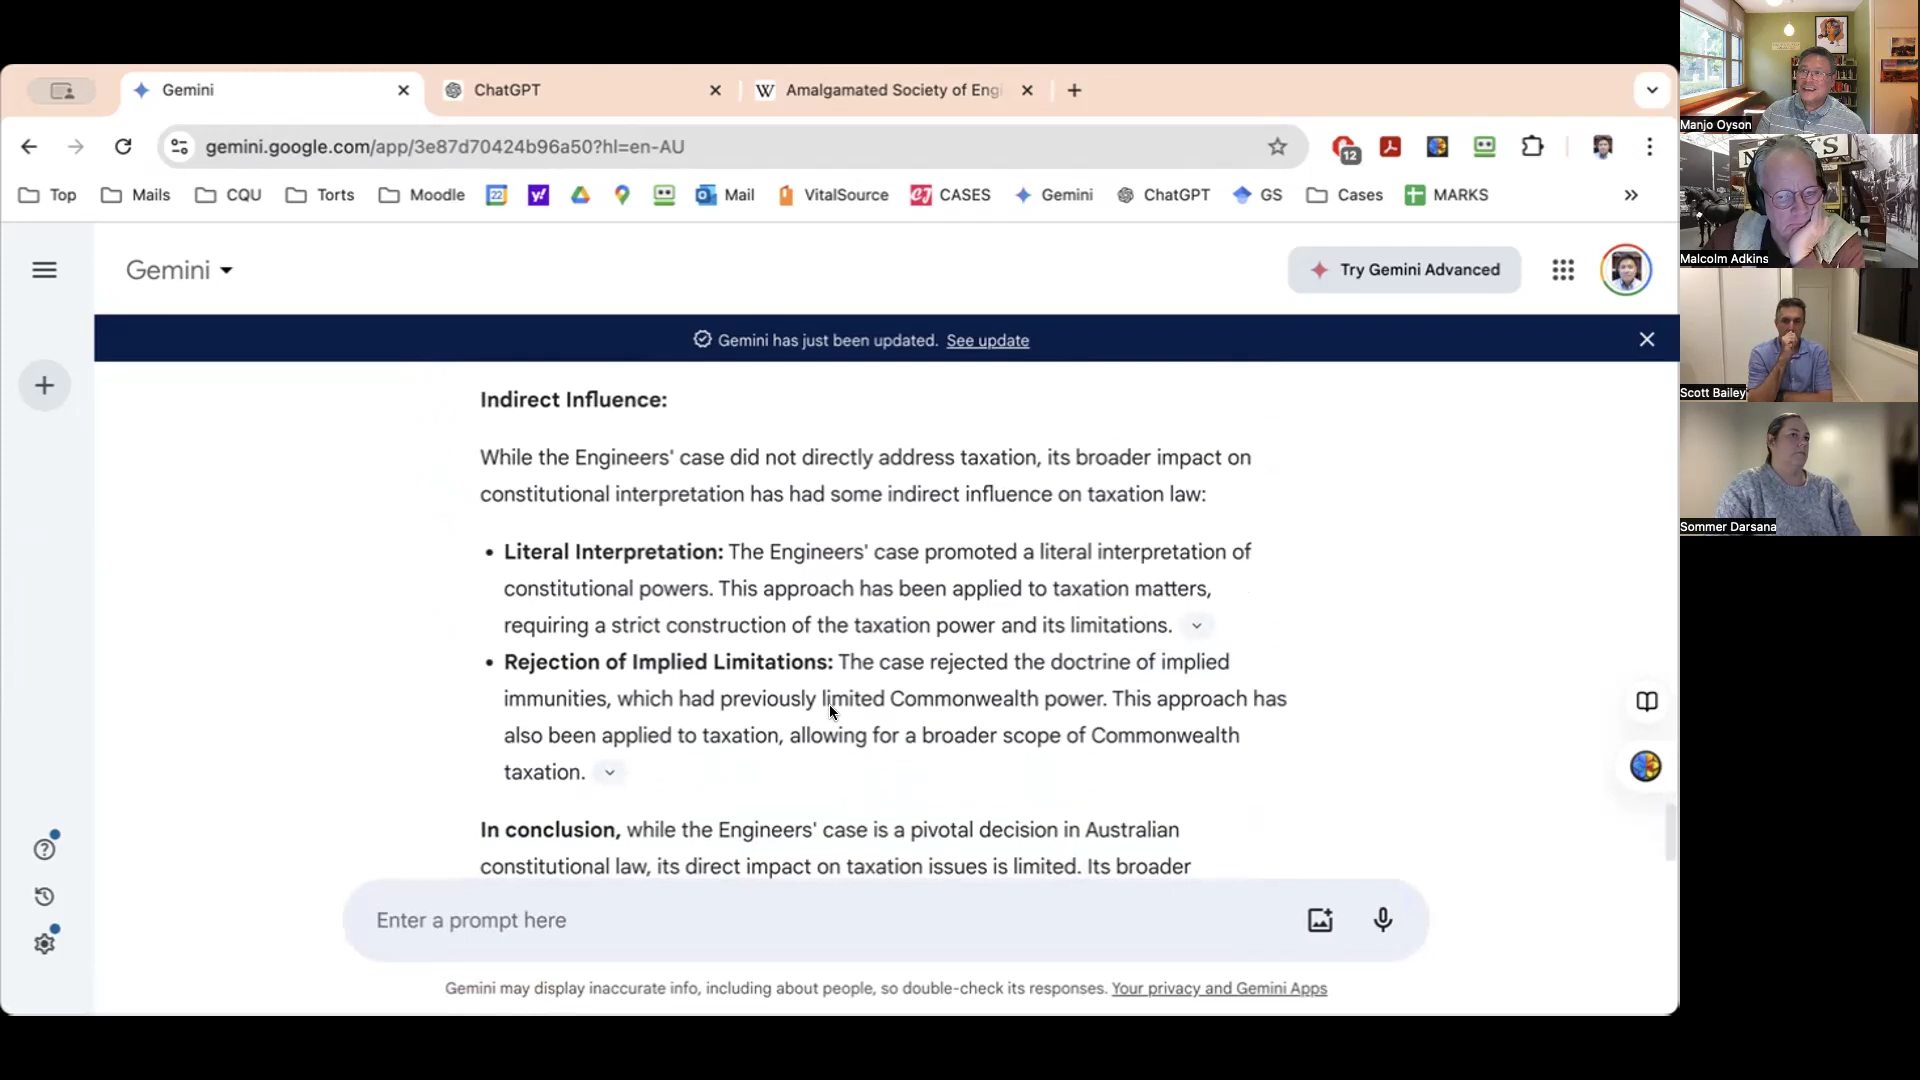 Gemini
ChatGPT
Amalgamated Society of Engi
gemini.google.com/app/3e87d70424b96a50?hl=en-AU
12
Top Mails CQU Torts Moodle 22 y! Mail VitalSource CJ CASES Gemini ChatGPT GS Cases MARKS
Gemini
Try Gemini Advanced
Gemini has just been updated. See update
Indirect Influence:
While the Engineers' case did not directly address taxation, its broader impact on
constitutional interpretation has had some indirect influence on taxation law:
• Literal Interpretation: The Engineers' case promoted a literal interpretation of
constitutional powers. This approach has been applied to taxation matters,
requiring a strict construction of the taxation power and its limitations.
• Rejection of Implied Limitations: The case rejected the doctrine of implied
immunities, which had previously limited Commonwealth power. This approach has
also been applied to taxation, allowing for a broader scope of Commonwealth
taxation.
In conclusion, while the Engineers' case is a pivotal decision in Australian
constitutional law, its direct impact on taxation issues is limited. Its broader
Enter a prompt here
Gemini may display inaccurate info, including about people, so double-check its responses. Your privacy and Gemini Apps
Manjo Oyson
Malcolm Adkins
Scott Bailey
Sommer Darsana